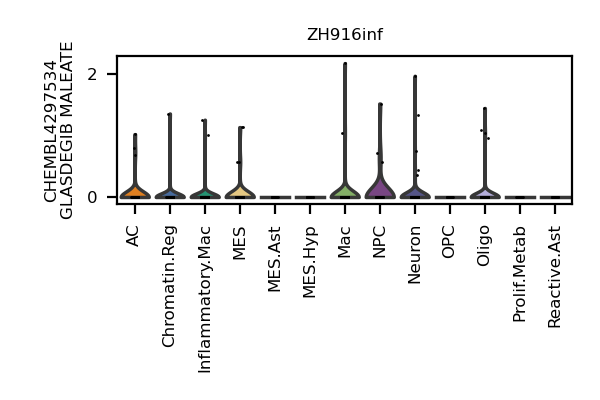 ZH916inf
CHEMBL4297534
GLASDEGIB MALEATE
2
0
AC
Chromatin.Reg
Inflammatory.Mac
MES
MES.Ast
MES.Hyp
Mac
NPC
Neuron
OPC
Oligo
Prolif.Metab
Reactive.Ast